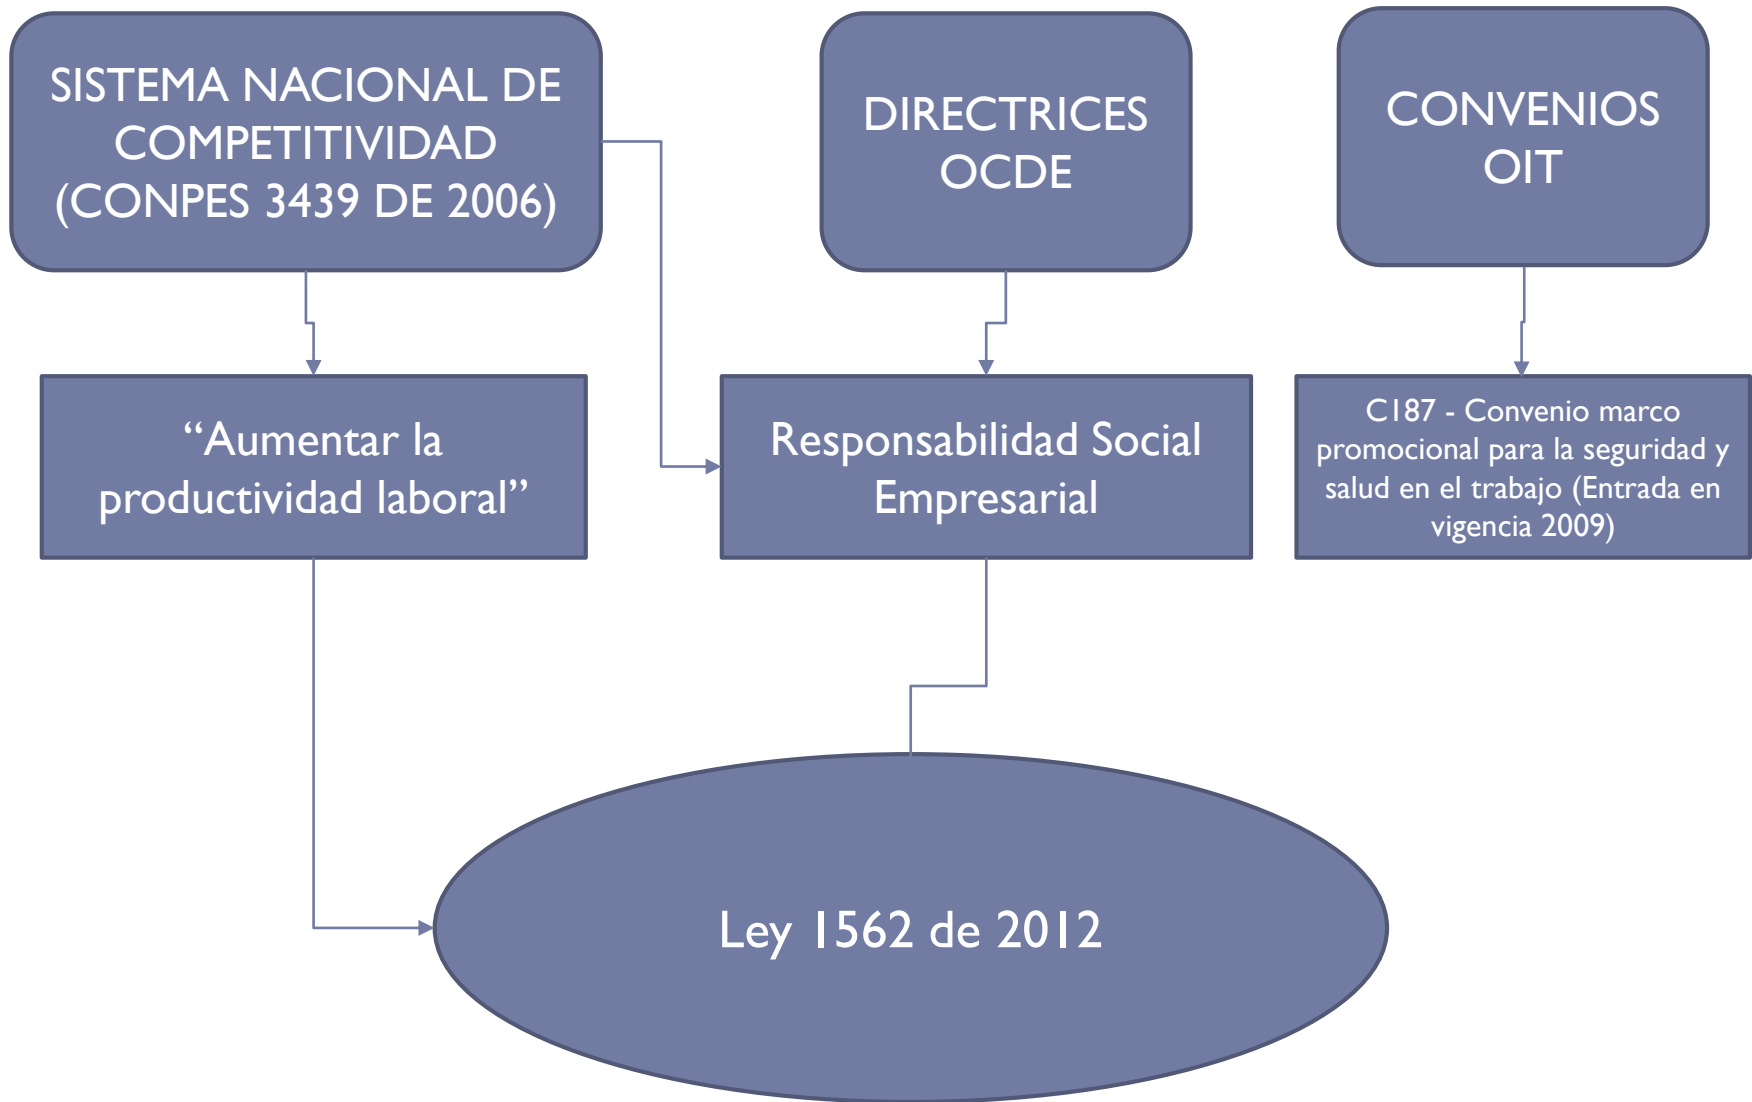 SISTEMA NACIONAL DE
COMPETITIVIDAD
(CONPES 3439 DE 2006)
DIRECTRICES
OCDE
CONVENIOS
OIT
“Aumentar la
productividad laboral”
Responsabilidad Social
Empresarial
C187 - Convenio marco
promocional para la seguridad y
salud en el trabajo (Entrada en
vigencia 2009)
Ley 1562 de 2012